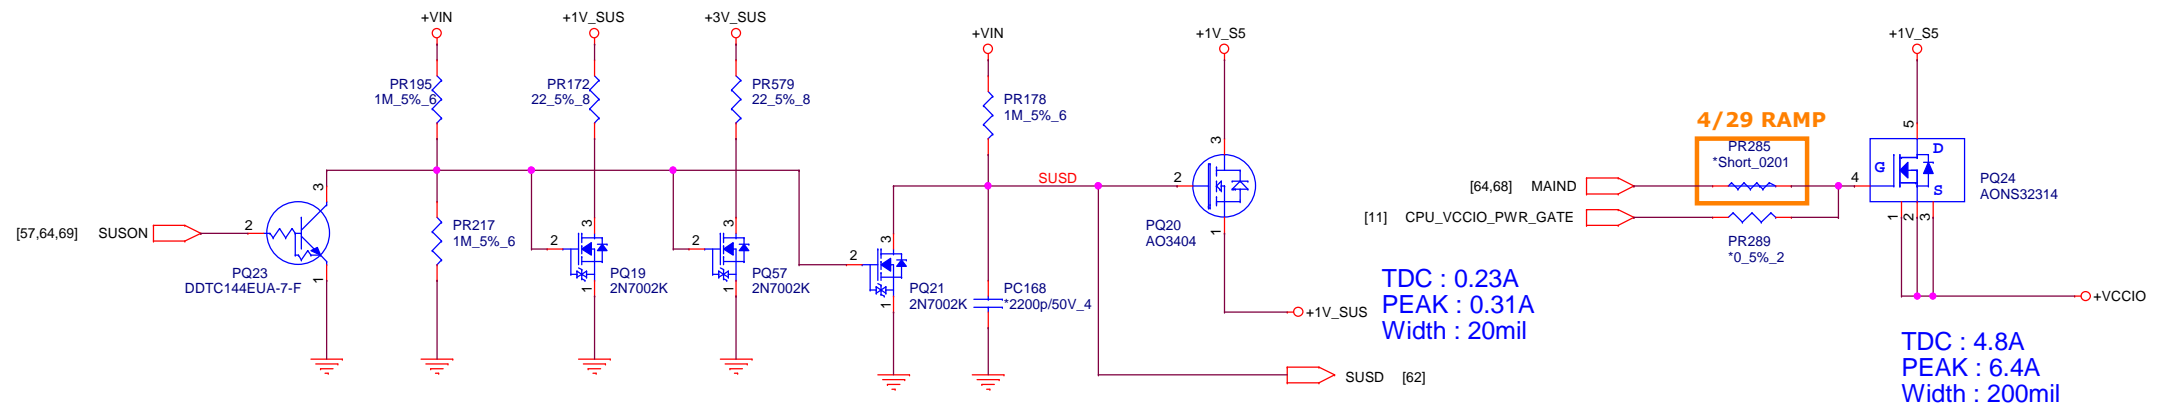 +VIN
+1V_SUS
+3V_SUS
PR195
1M_5%_6
PR172
22_5%_8
PR579
22_5%_8
[57,64,69] SUSON
2
3
1
PQ23
DDTC144EUA-7-F
PR217
1M_5%_6
2
3
1
PQ19
2N7002K
2
3
1
PQ57
2N7002K
+VIN
PR178
1M_5%_6
SUSD
2
3
1
PQ21
2N7002K
PC168
*2200p/50V_4
+1V_S5
3
2
1
PQ20
AO3404
+1V_SUS
TDC : 0.23A
PEAK : 0.31A
Width : 20mil
SUSD [62]
4/29 RAMP
PR285
*Short_0201
[64,68] MAIND
[11] CPU_VCCIO_PWR_GATE
PR289
*0_5%_2
+1V_S5
5
D
G
S
4
1
2
3
PQ24
AONS32314
+VCCIO
TDC : 4.8A
PEAK : 6.4A
Width : 200mil